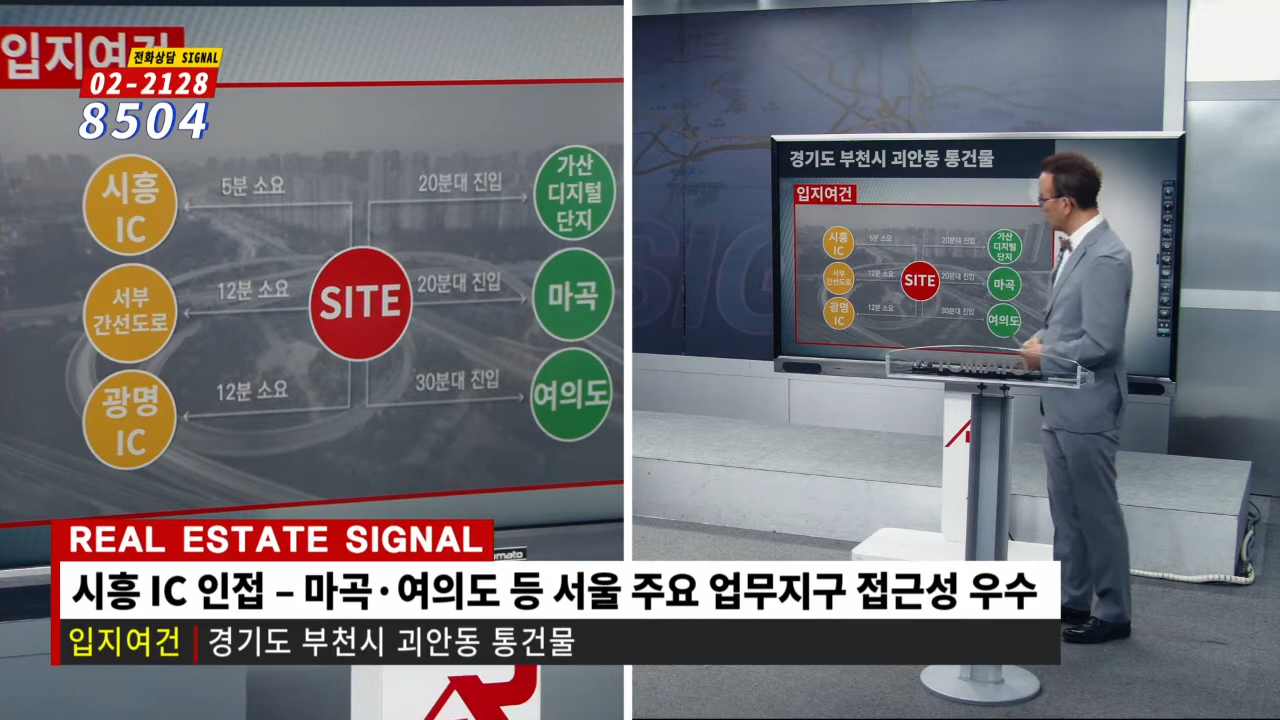 입지여건
전화상담 SIGNAL
02-2128
8504
시흥
IC
5분 소요
20분대 진입
가산
디지털
단지
서부
간선도로
12분 소요
SITE
20분대 진입
마곡
광명
IC
12분 소요
30분대 진입
여의도
경기도 부천시 괴안동 통건물
입지여건
시흥
IC
5분 소요
20분대 진입
가산
디지털
단지
서부
간선도로
12분 소요
SITE
20분대 진입
마곡
광명
IC
12분 소요
30분대 진입
여의도
TOMATO
REAL ESTATE SIGNAL
시흥 IC 인접 – 마곡·여의도 등 서울 주요 업무지구 접근성 우수
입지여건 | 경기도 부천시 괴안동 통건물